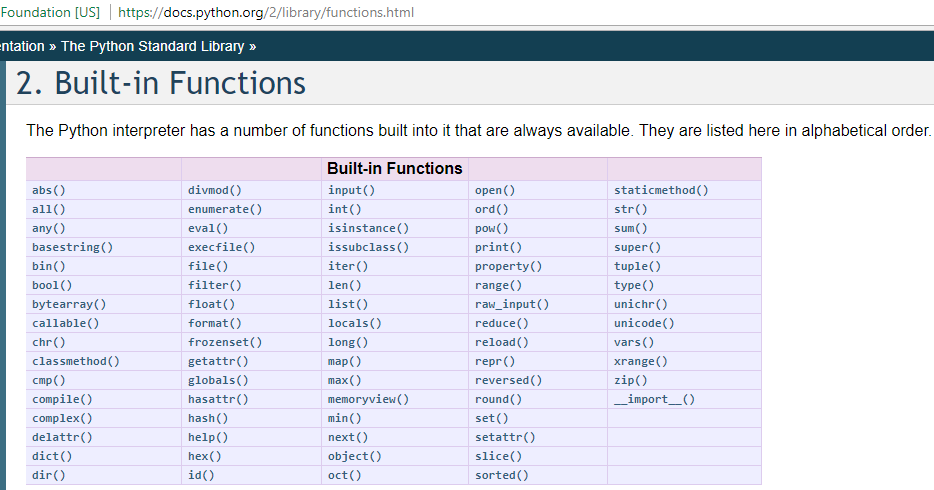 Foundation [US] | https://docs.python.org/2/library/functions.html
entation » The Python Standard Library »
2. Built-in Functions
The Python interpreter has a number of functions built into it that are always available. They are listed here in alphabetical order.
Built-in Functions
abs() divmod() input() open() staticmethod()
all() enumerate() int() ord() str()
any() eval() isinstance() pow() sum()
basestring() execfile() issubclass() print() super()
bin() file() iter() property() tuple()
bool() filter() len() range() type()
bytearray() float() list() raw_input() unichr()
callable() format() locals() reduce() unicode()
chr() frozenset() long() reload() vars()
classmethod() getattr() map() repr() xrange()
cmp() globals() max() reversed() zip()
compile() hasattr() memoryview() round() __import__()
complex() hash() min() set()
delattr() help() next() setattr()
dict() hex() object() slice()
dir() id() oct() sorted()